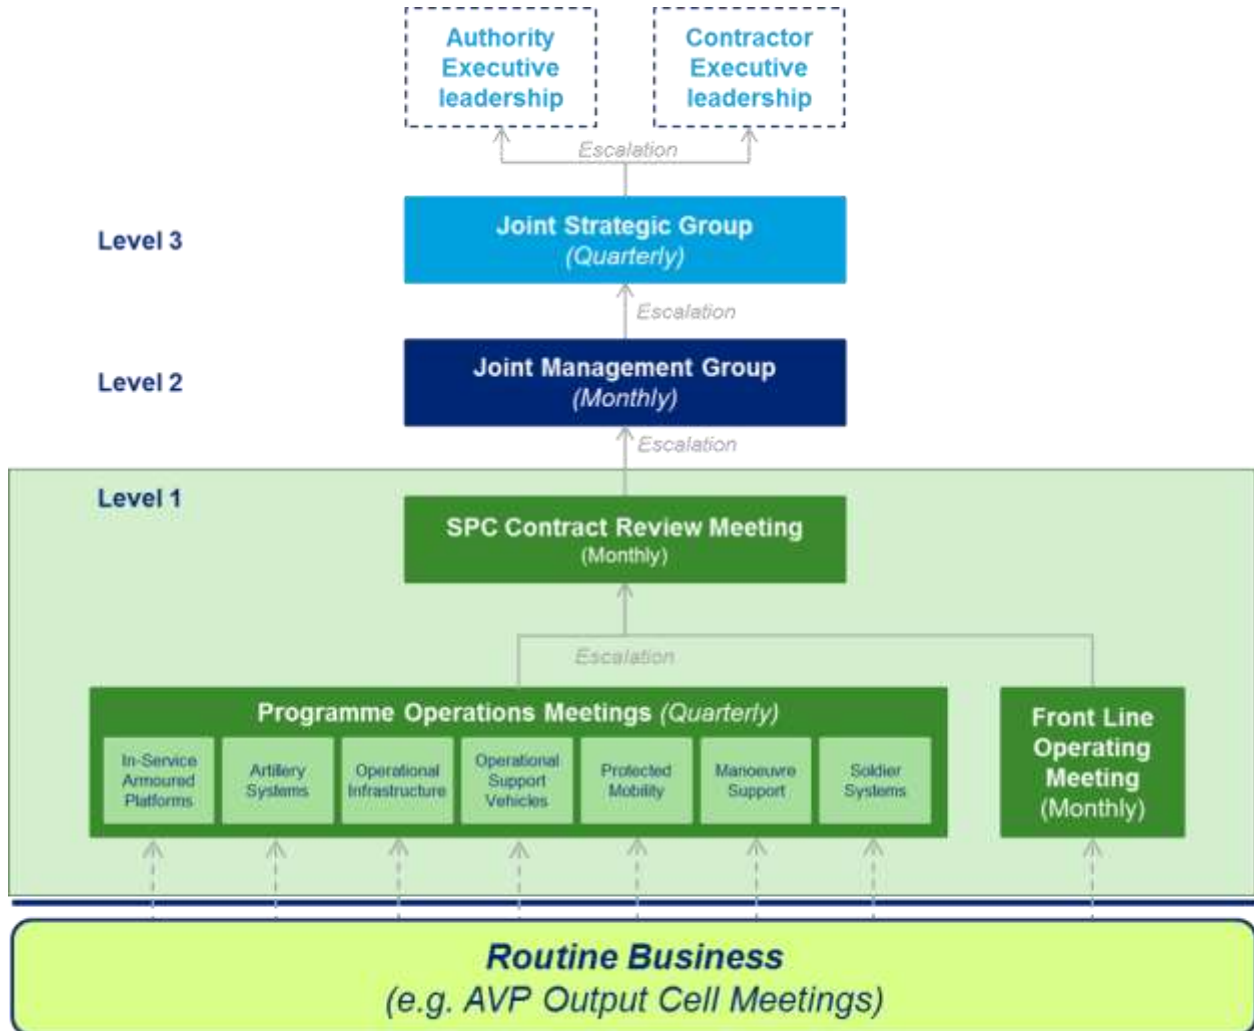 Authority
Executive
leadership
Contractor
Executive
leadership
Escalation
Level 3
Joint Strategic Group
(Quarterly)
Escalation
Level 2
Joint Management Group
(Monthly)
Escalation
Level 1
SPC Contract Review Meeting
(Monthly)
Escalation
Programme Operations Meetings (Quarterly)
In-Service
Armoured
Platforms
Artillery
Systems
Operational
Infrastructure
Operational
Support
Vehicles
Protected
Mobility
Manoeuvre
Support
Soldier
Systems
Front Line
Operating
Meeting
(Monthly)
Routine Business
(e.g. AVP Output Cell Meetings)